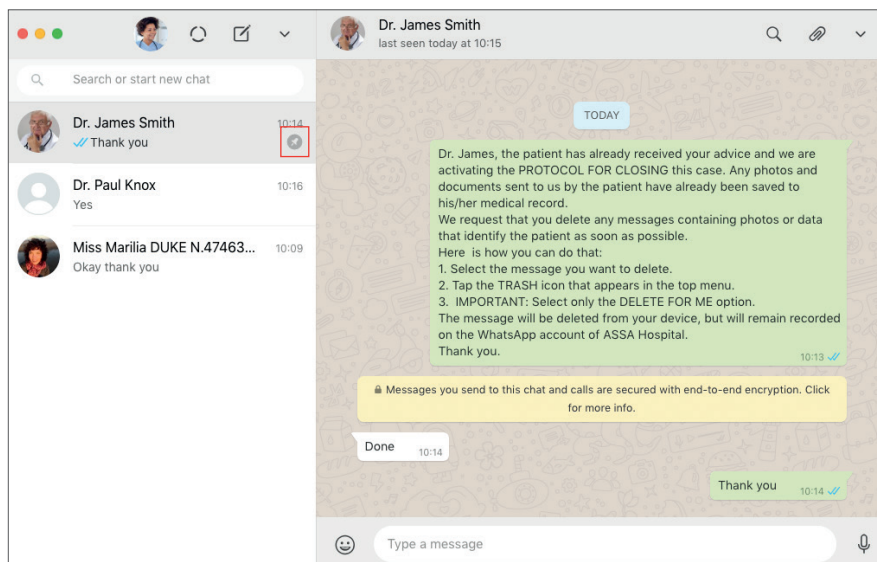 Search or start new chat
Dr. James Smith
10:14
Thank you
Dr. Paul Knox
10:16
Yes
Miss Marilia DUKE N.47463...
10:09
Okay thank you
Dr. James Smith
last seen today at 10:15
TODAY
Dr. James, the patient has already received your advice and we are
activating the PROTOCOL FOR CLOSING this case. Any photos and
documents sent to us by the patient have already been saved to
his/her medical record.
We request that you delete any messages containing photos or data
that identify the patient as soon as possible.
Here is how you can do that:
1. Select the message you want to delete.
2. Tap the TRASH icon that appears in the top menu.
3. IMPORTANT: Select only the DELETE FOR ME option.
The message will be deleted from your device, but will remain recorded
on the WhatsApp account of ASSA Hospital.
Thank you.
10:13
Messages you send to this chat and calls are secured with end-to-end encryption. Click
for more info.
Done
10:14
Thank you
10:14
Type a message